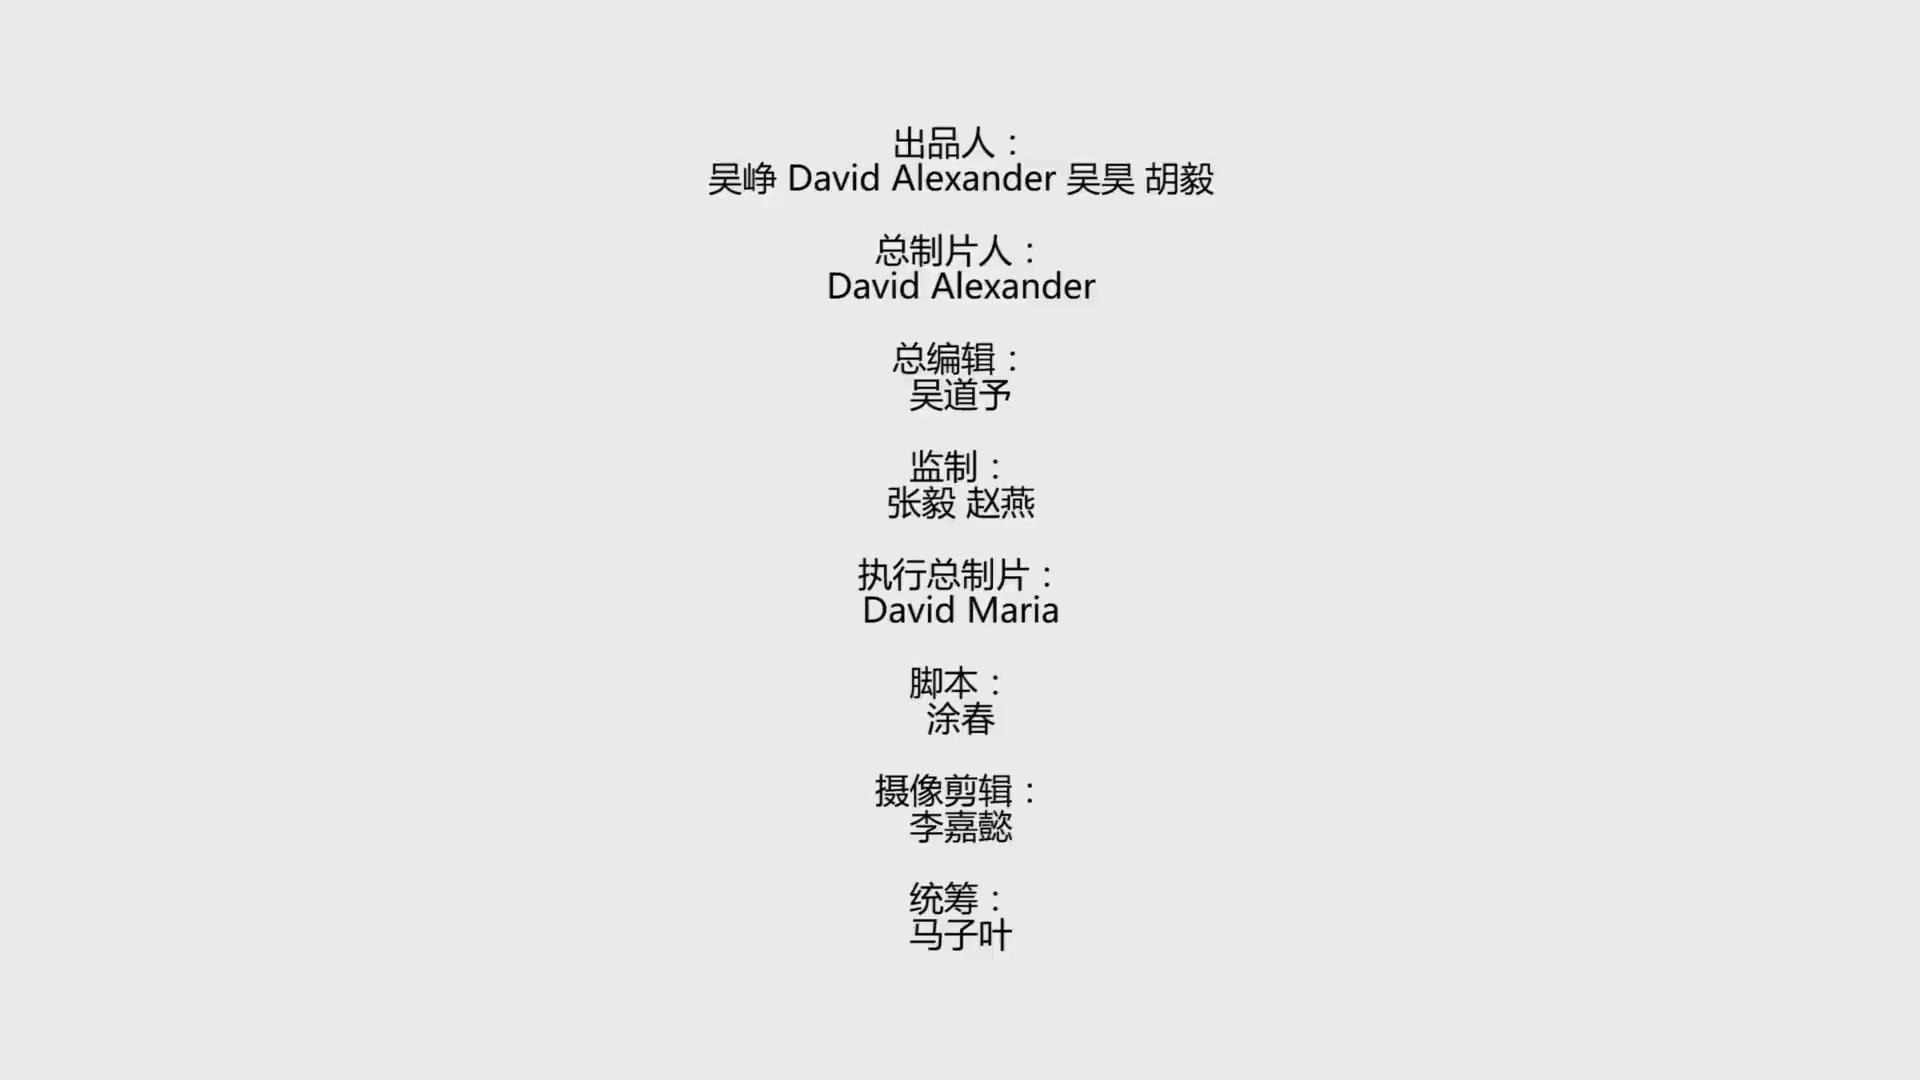 出品人：
吴峥 David Alexander 吴昊 胡毅
总制片人：
David Alexander
总编辑：
吴道予
监制：
张毅 赵燕
执行总制片：
David Maria
脚本：
涂春
摄像剪辑：
李嘉懿
统筹：
马子叶